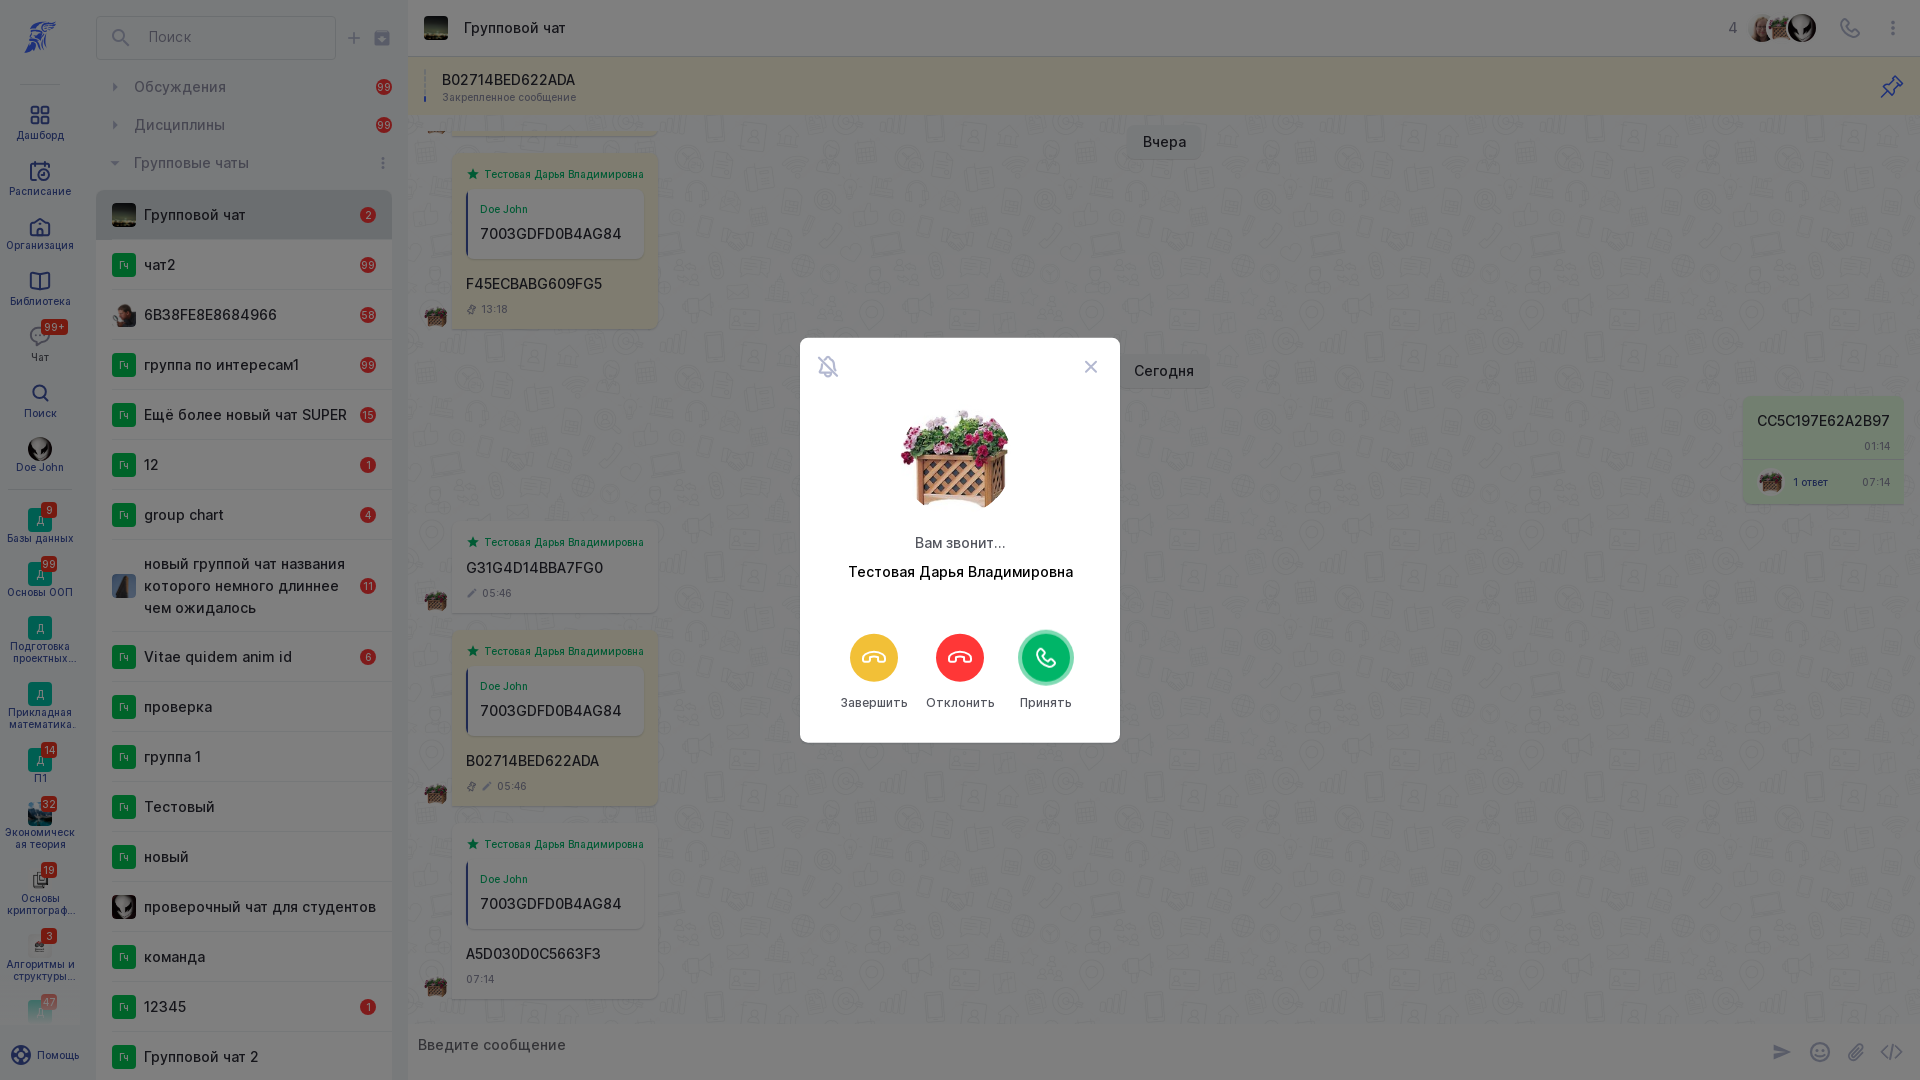 Дашборд
Расписание
Организация
Библиотека
99+
Чат
Поиск
Doe John
9
Д
Базы данных
99
Д
Основы ООП
Д
Подготовка
проектных...
Д
Прикладная
математика.
14
Д
П1
32
Экономическ
ая теория
19
Основы
криптограф...
3
Алгоритмы и
структуры...
47
Д
Помощь
Поиск
Обсуждения
99
Дисциплины
99
Групповые чаты
Групповой чат
2
Гч
чат2
99
6B38FE8E8684966
58
Гч
группа по интересам1
99
Гч
Ещё более новый чат SUPER
15
Гч
12
1
Гч
group chart
4
новый группой чат названия
которого немного длиннее
чем ожидалось
11
Гч
Vitae quidem anim id
6
Гч
проверка
Гч
группа 1
Гч
Тестовый
Гч
новый
проверочный чат для студентов
Гч
команда
Гч
12345
1
Гч
Групповой чат 2
Групповой чат
4
B02714BED622ADA
Закрепленное сообщение
Вчера
Тестовая Дарья Владимировна
Doe John
7003GDFD0B4AG84
F45ECBABG609FG5
13:18
Сегодня
CC5C197E62A2B97
01:14
1 ответ
07:14
Тестовая Дарья Владимировна
G31G4D14BBA7FG0
05:46
Тестовая Дарья Владимировна
Doe John
7003GDFD0B4AG84
B02714BED622ADA
05:46
Тестовая Дарья Владимировна
Doe John
7003GDFD0B4AG84
A5D030D0C5663F3
07:14
Введите сообщение
Вам звонит...
Тестовая Дарья Владимировна
Завершить
Отклонить
Принять